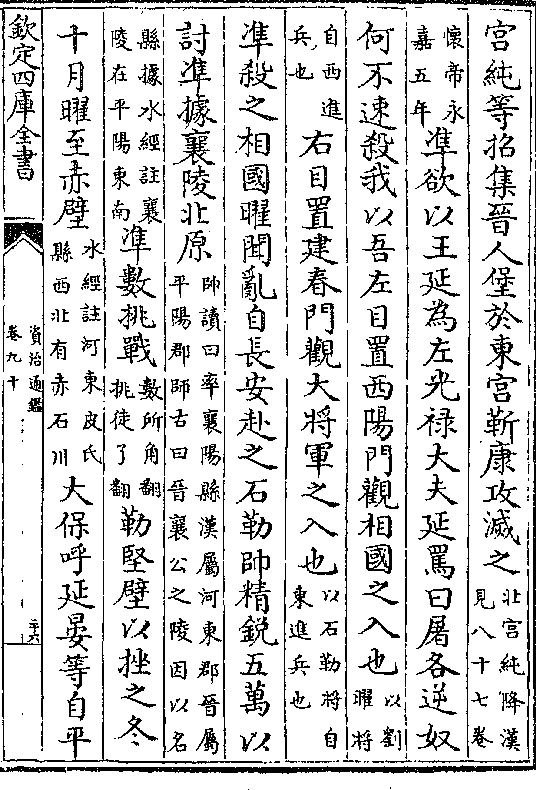 宮純等招集晉人堡於東宮靳康攻滅之北宮純降漢
見八十七卷
懷帝永
嘉五年準欲以王延為左光祿大夫延罵曰屠各逆奴
何不速殺我以吾左目置西陽門觀相國之入也以劉
曜將
自西進
兵也右目置建春門觀大將軍之入也以石勒將自
東進兵也
準殺之相國曜聞亂自長安赴之石勒帥精鋭五萬以
討準據襄陵北原帥讀曰率襄陽縣漢屬河東郡晉屬
平陽郡師古曰晉襄公之陵因以名
縣據水經註襄
陵在平陽東南準數挑戰數所角翻
挑徒了翻勒堅壁以挫之冬
十月曜至赤壁水經註河東皮氏
縣西北有赤石川大保呼延晏等自平
欽定四庫全書
資治通鑑
卷九十
二六